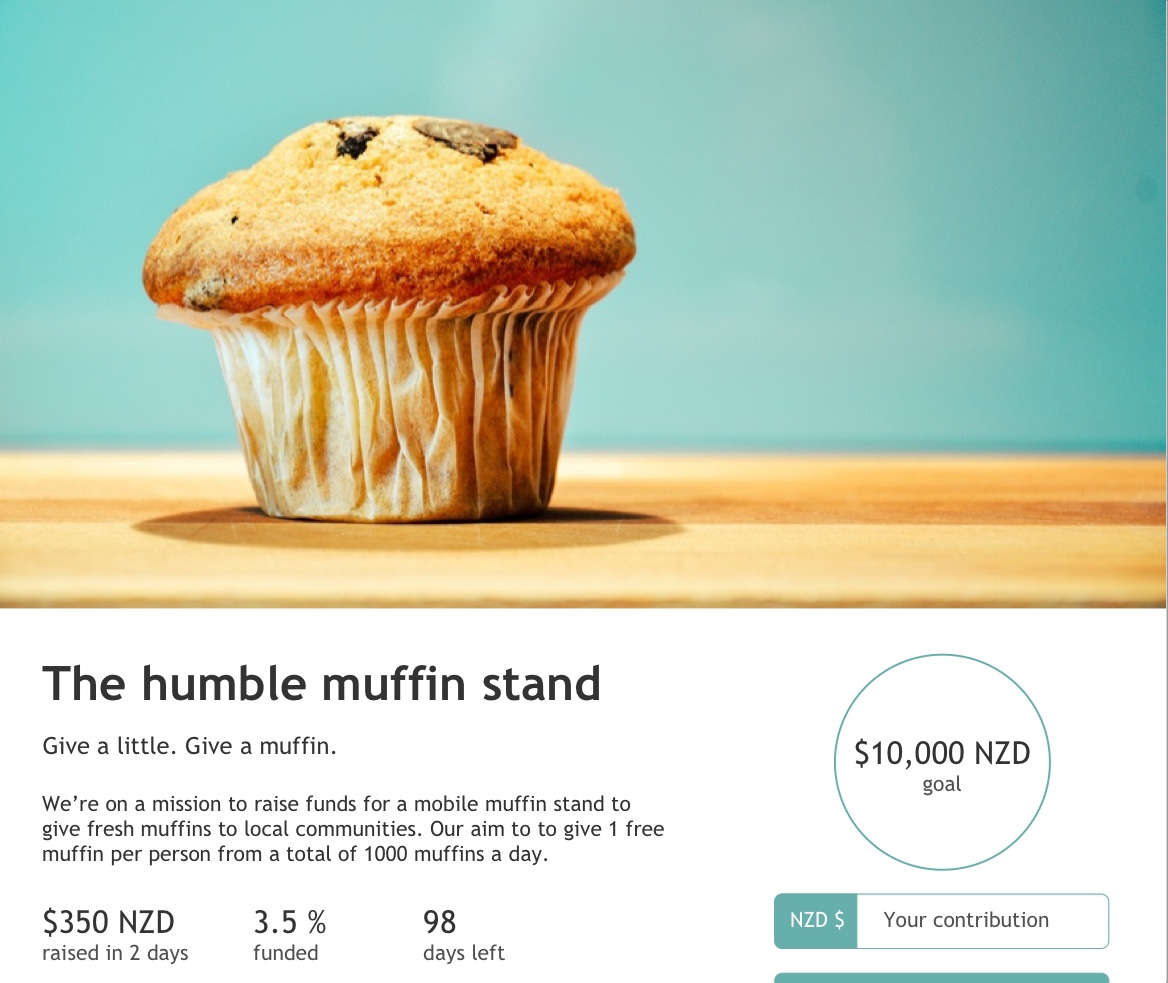 The humble muffin stand
Give a little. Give a muffin.
We’re on a mission to raise funds for a mobile muffin stand to
give fresh muffins to local communities. Our aim to to give 1 free
muffin per person from a total of 1000 muffins a day.
$350 NZD
raised in 2 days
3.5 %
funded
98
days left
$10,000 NZD
goal
NZD $
Your contribution